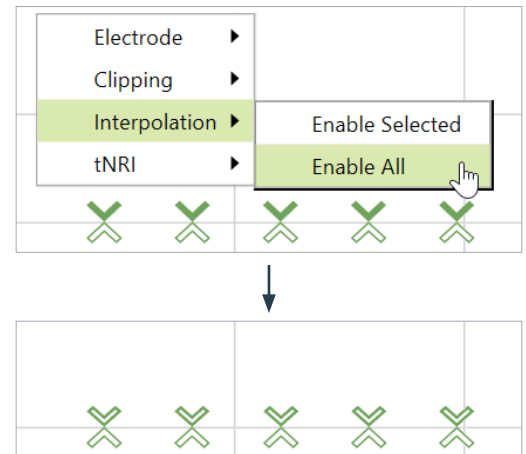 Electrode
Clipping
Interpolation
Enable Selected
tNRI
Enable All